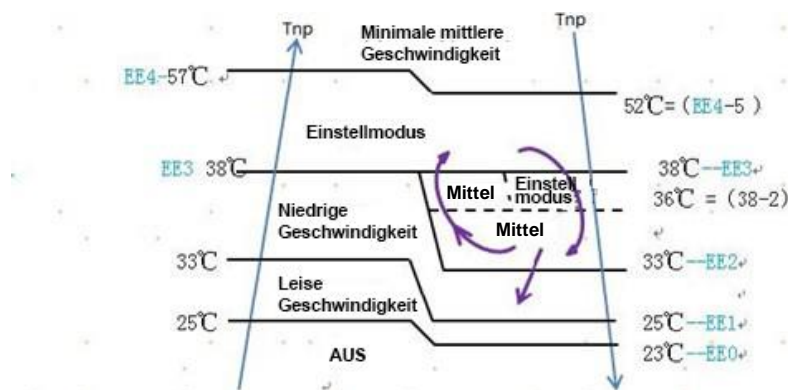 Tnp
Minimale mittlere
Geschwindigkeit
Tnp
EE4-57℃
52℃=(EE4-5 )
Einstellmodus
EE3 38℃
38℃--EE3
Mittel
Einstell
modus
36℃ = (38-2)
Niedrige
Geschwindigkeit
Mittel
33℃
33℃--EE2
Leise
Geschwindigkeit
25℃
25℃--EE1
AUS
23℃--EE0